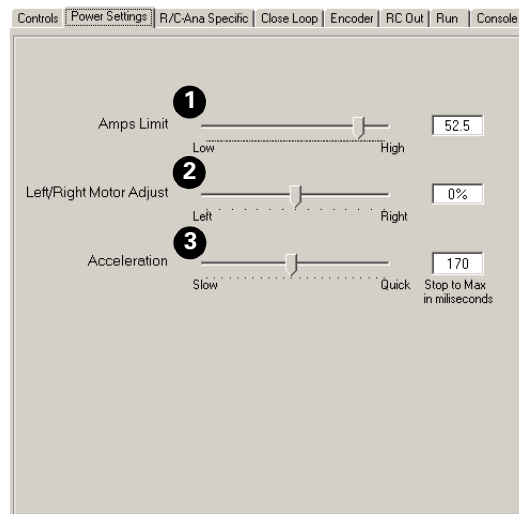 Controls Power Settings R/C-Ana Specific Close Loop Encoder RC Out Run Console
1
Amps Limit 52.5
Low High
2
Left/Right Motor Adjust 0%
Left Right
3
Acceleration 170
Slow Quick Stop to Max
in miliseconds